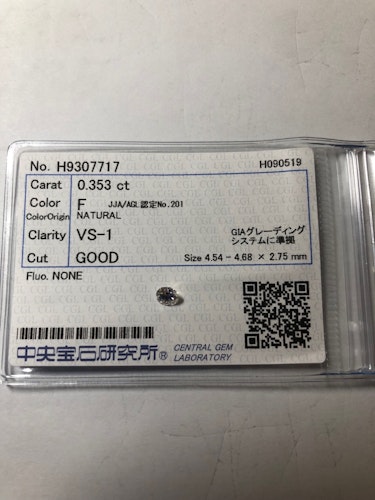 No. H9307717 H090519
Carat 0.353 ct
Color F JJA/AGL認定No.201
ColorOrigin NATURAL
Clarity VS-1 GIAグレーディング
システムに準拠
Cut GOOD Size 4.54 - 4.68 × 2.75 mm
Fluo. NONE
中央宝石研究所® CENTRAL GEM
LABORATORY